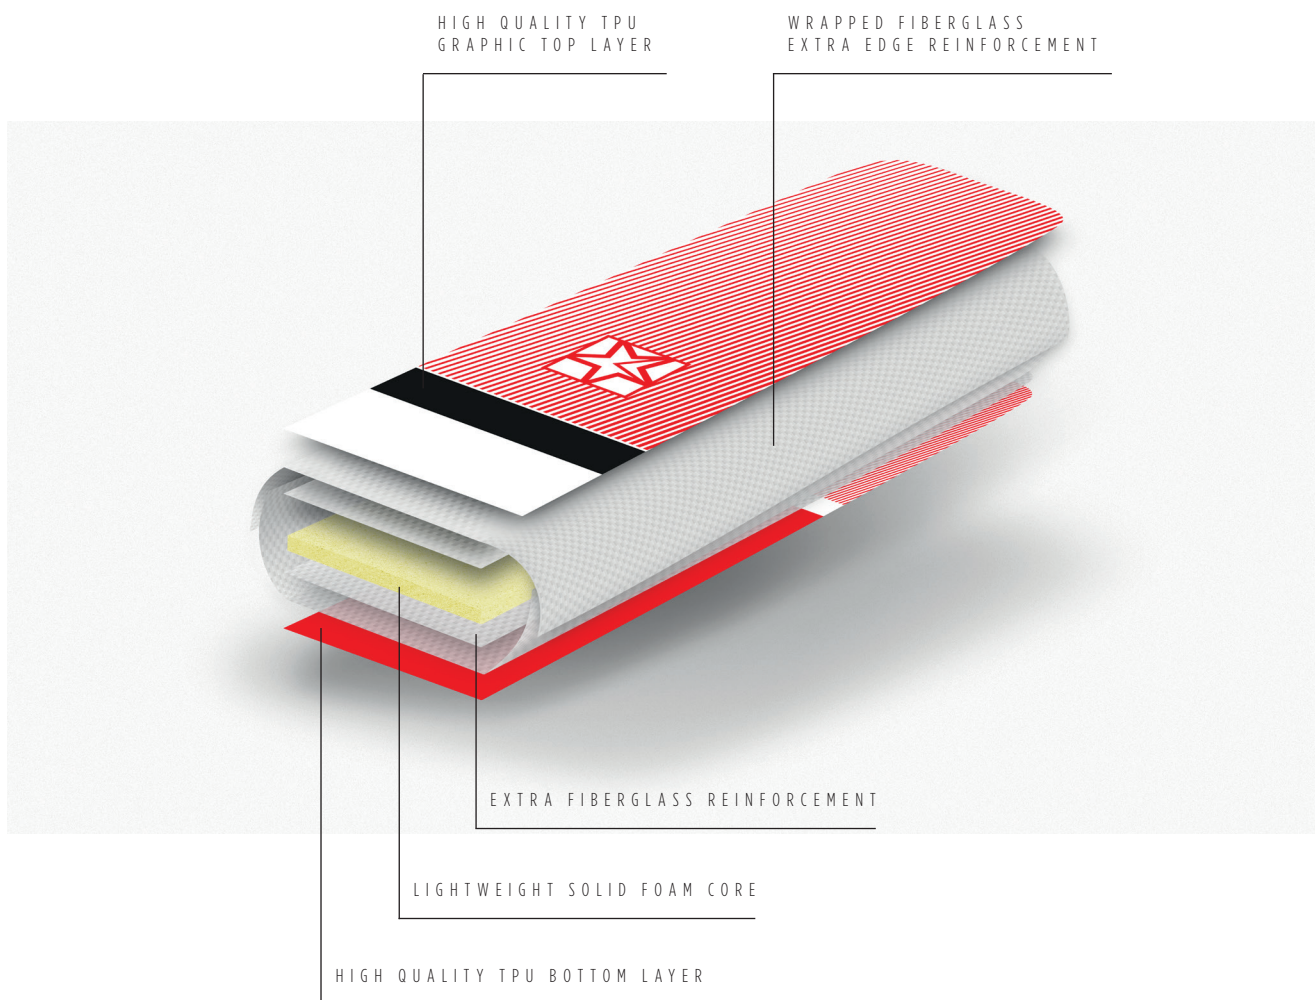 HIGH QUALITY TPU
GRAPHIC TOP LAYER
WRAPPED FIBERGLASS
EXTRA EDGE REINFORCEMENT
EXTRA FIBERGLASS REINFORCEMENT
LIGHTWEIGHT SOLID FOAM CORE
HIGH QUALITY TPU BOTTOM LAYER